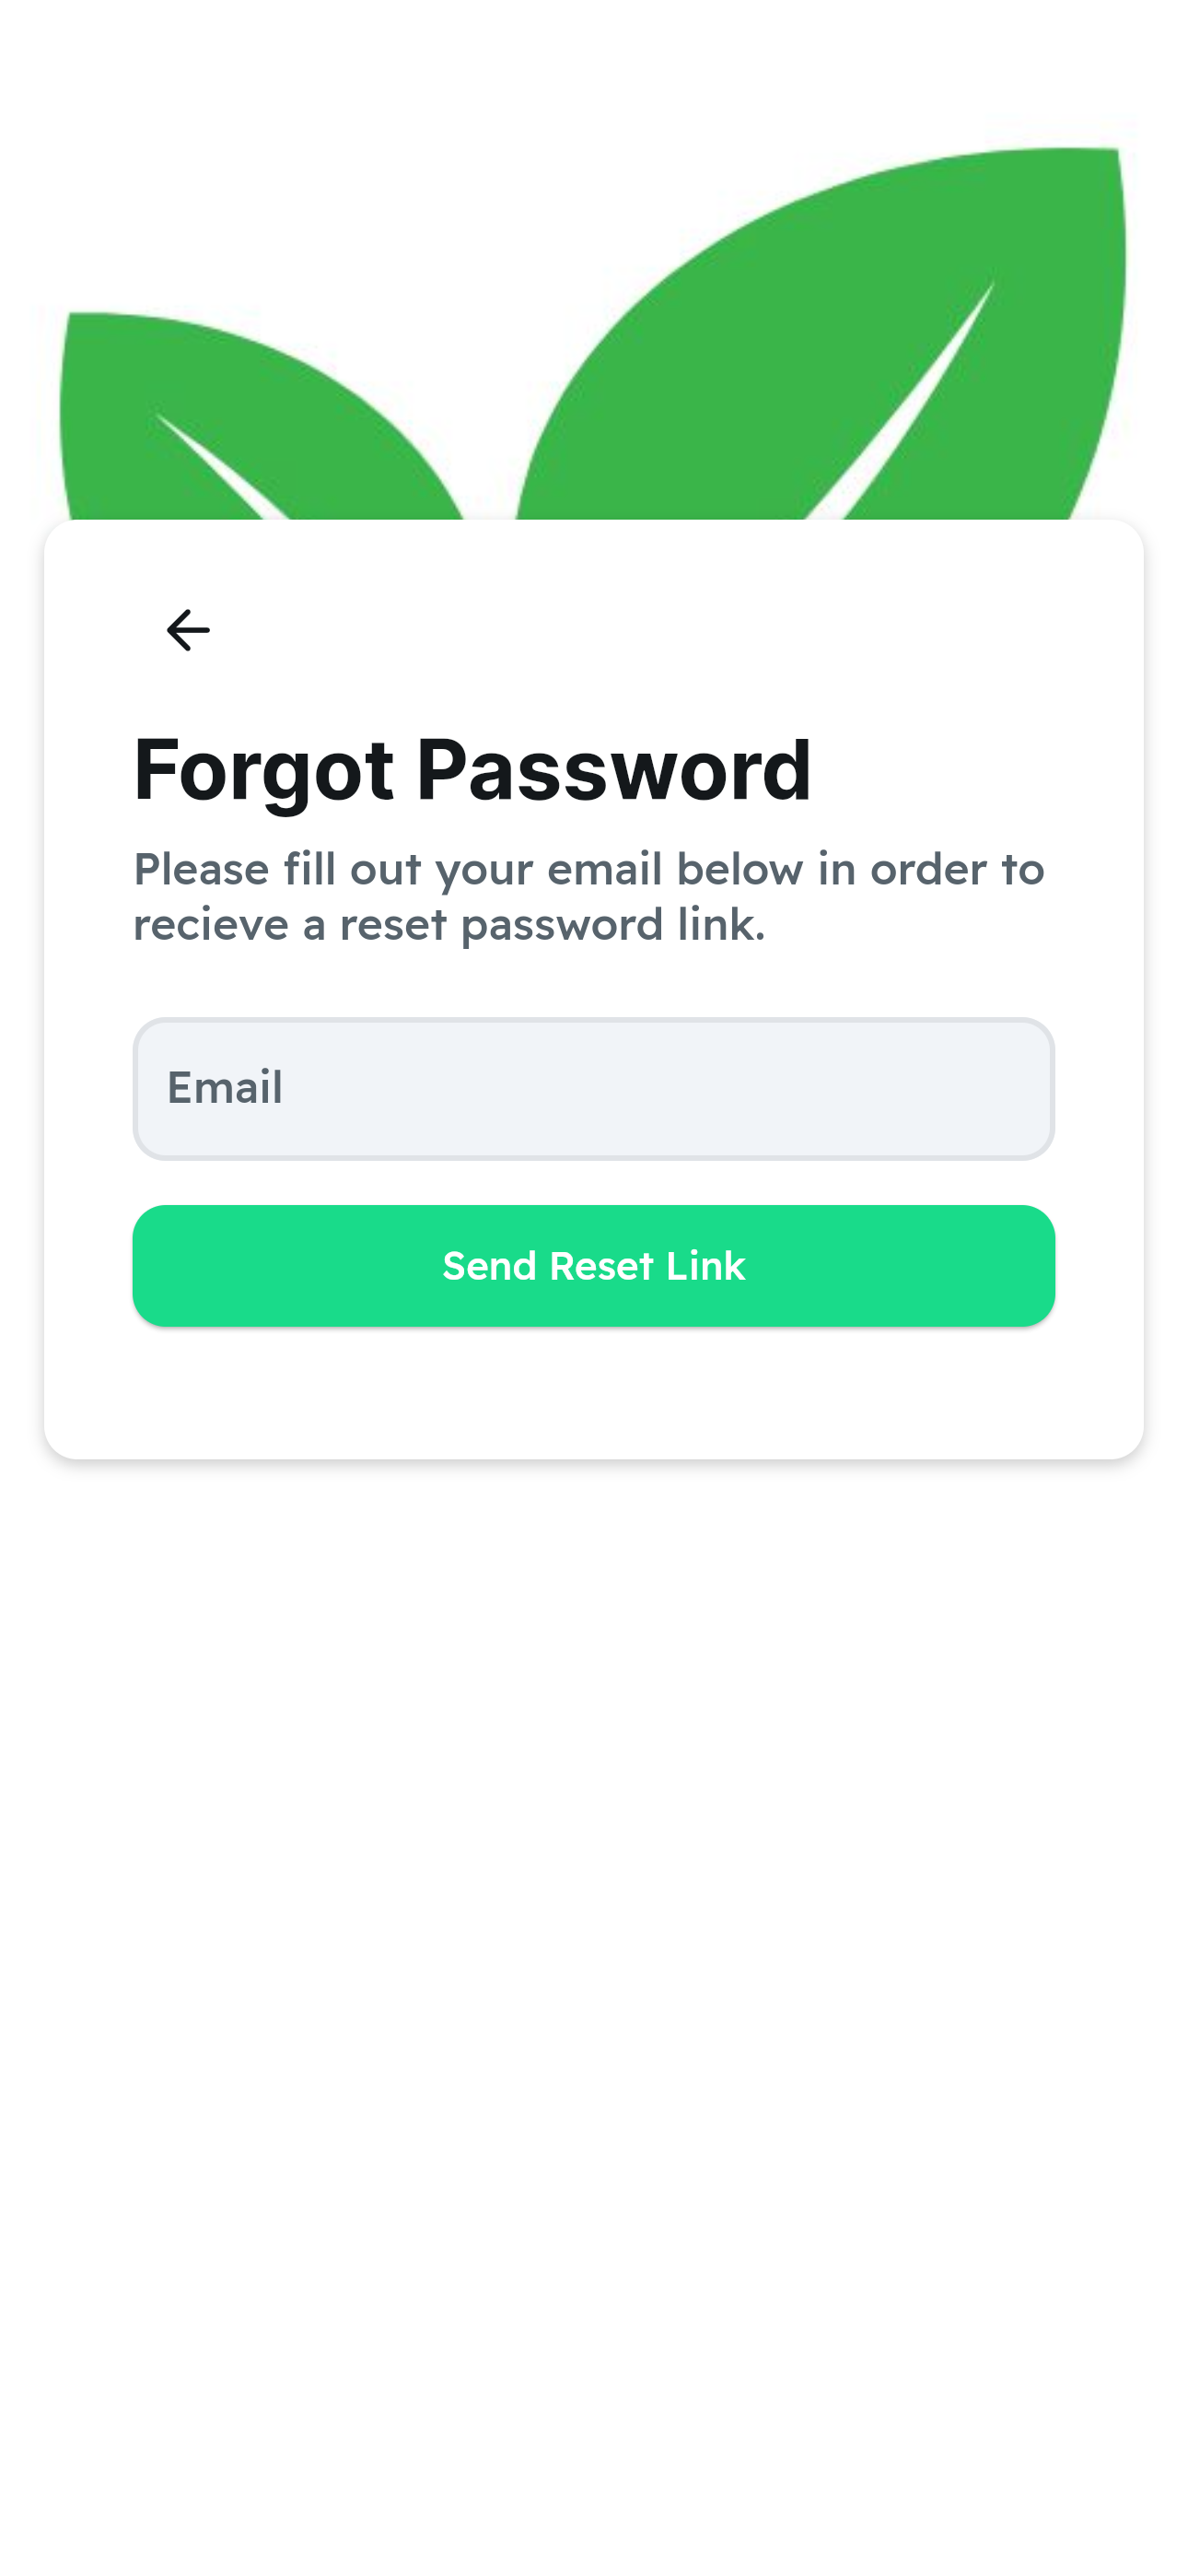 Forgot Password
Please fill out your email below in order to
recieve a reset password link.
Email
Send Reset Link